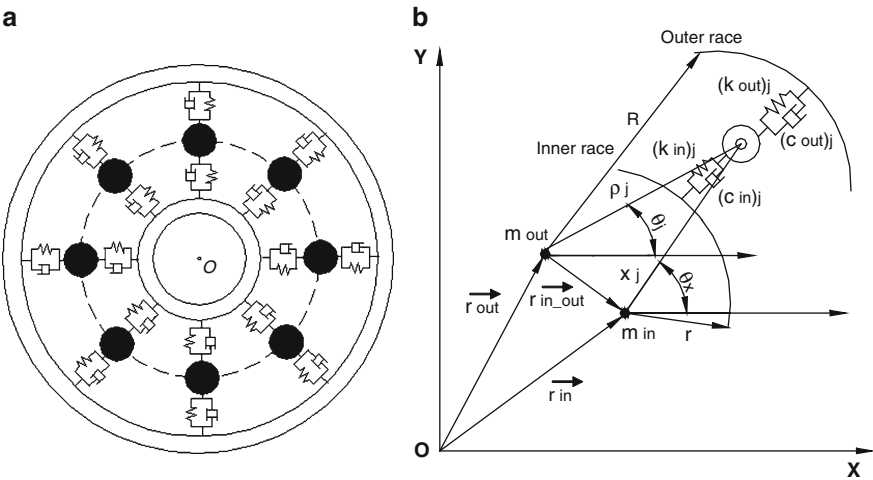 a
O
b
Y
Outer race
(k out)j
R
Inner race
(k in)j
(c out)j
ρ j
(c in)j
θj
m out
x j
θx
r in_out
r out
m in
r
r in
O
X